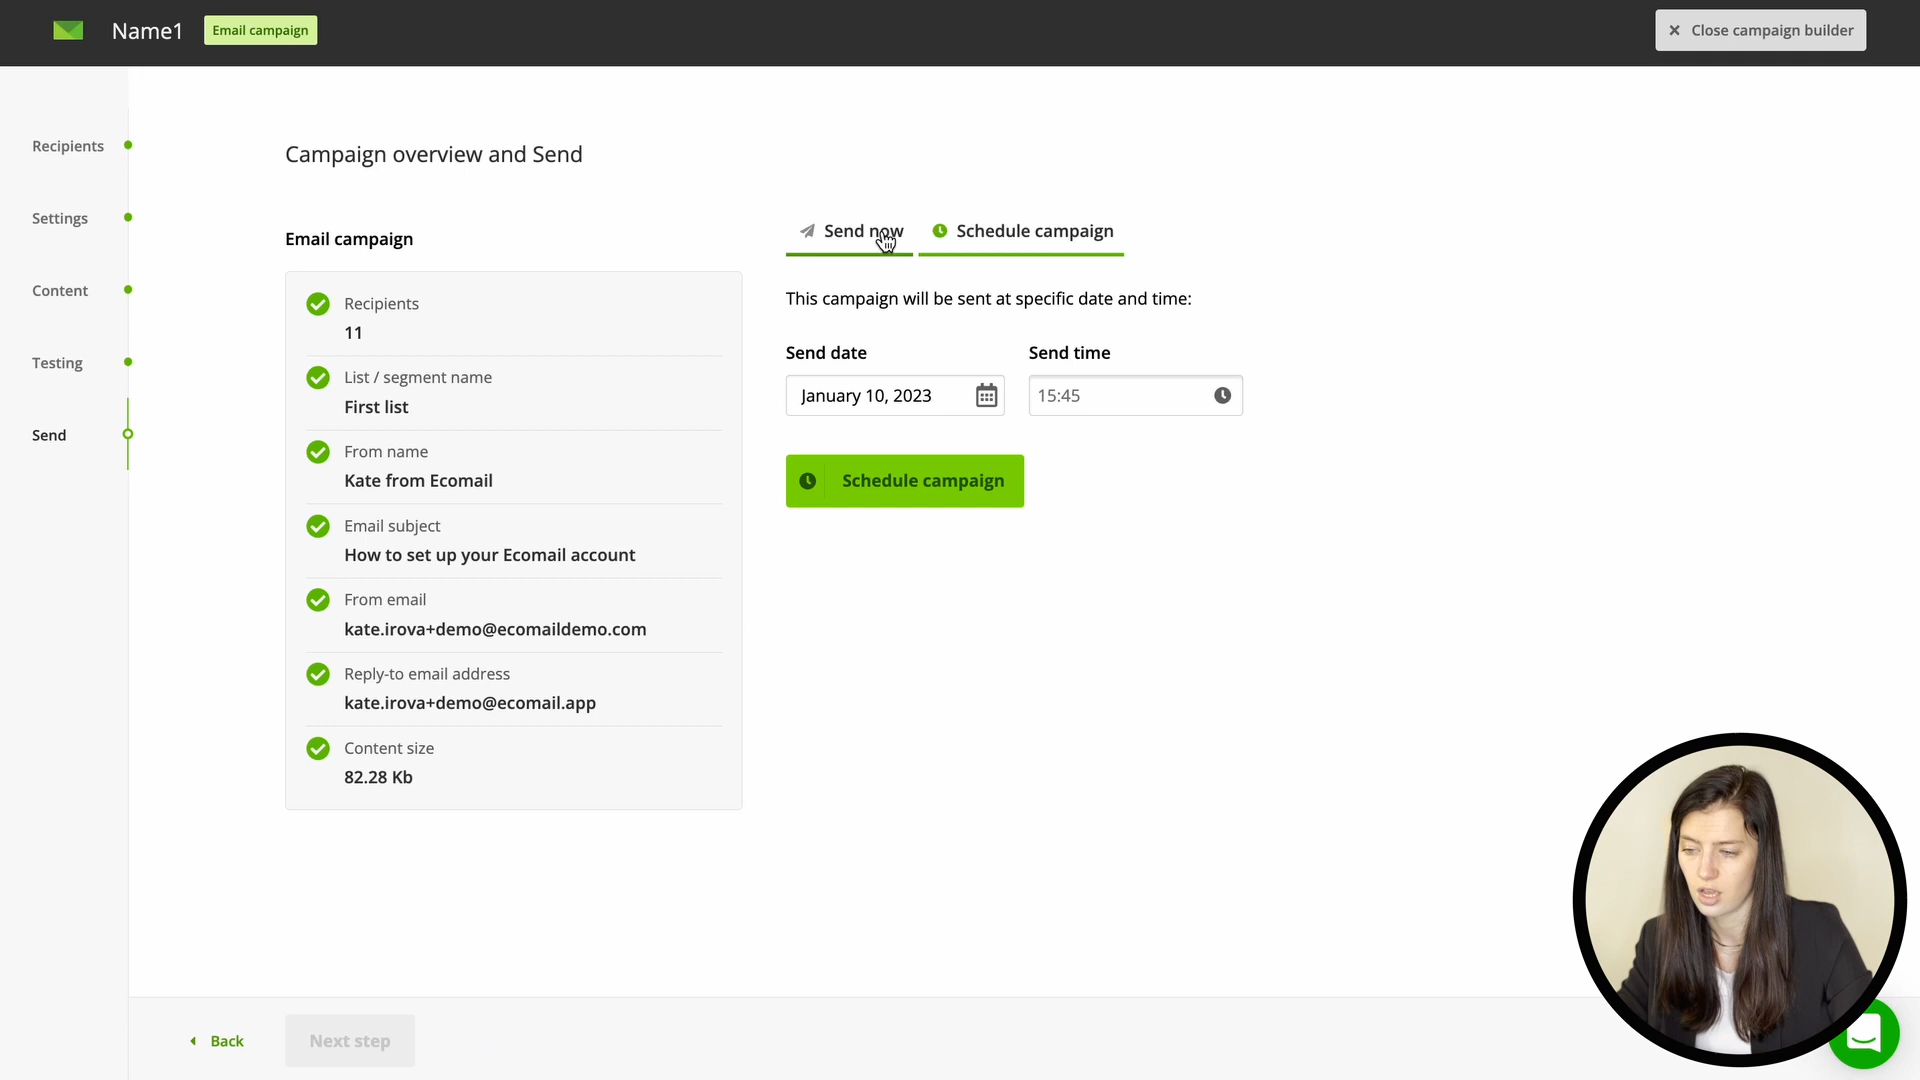 Name1
Email campaign
Close campaign builder
Recipients
Settings
Content
Testing
Send
Campaign overview and Send
Email campaign
Recipients
11
List / segment name
First list
From name
Kate from Ecomail
Email subject
How to set up your Ecomail account
From email
kate.irova+demo@ecomaildemo.com
Reply-to email address
kate.irova+demo@ecomail.app
Content size
82.28 Kb
Send now
Schedule campaign
This campaign will be sent at specific date and time:
Send date
Send time
January 10, 2023
15:45
Schedule campaign
Back
Next step